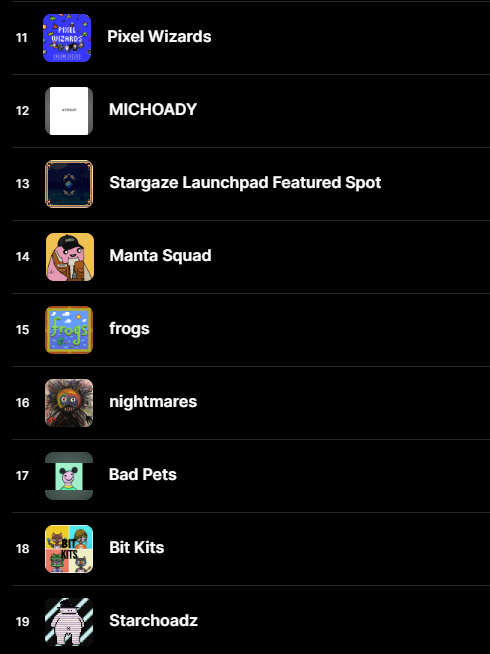 11
PIXEL
WIZARDS
Pixel Wizards
12
MICHOADY
13
Stargaze Launchpad Featured Spot
14
Manta Squad
15
frogs
frogs
16
nightmares
17
Bad Pets
18
BIT
KITS
Bit Kits
19
Starchoadz